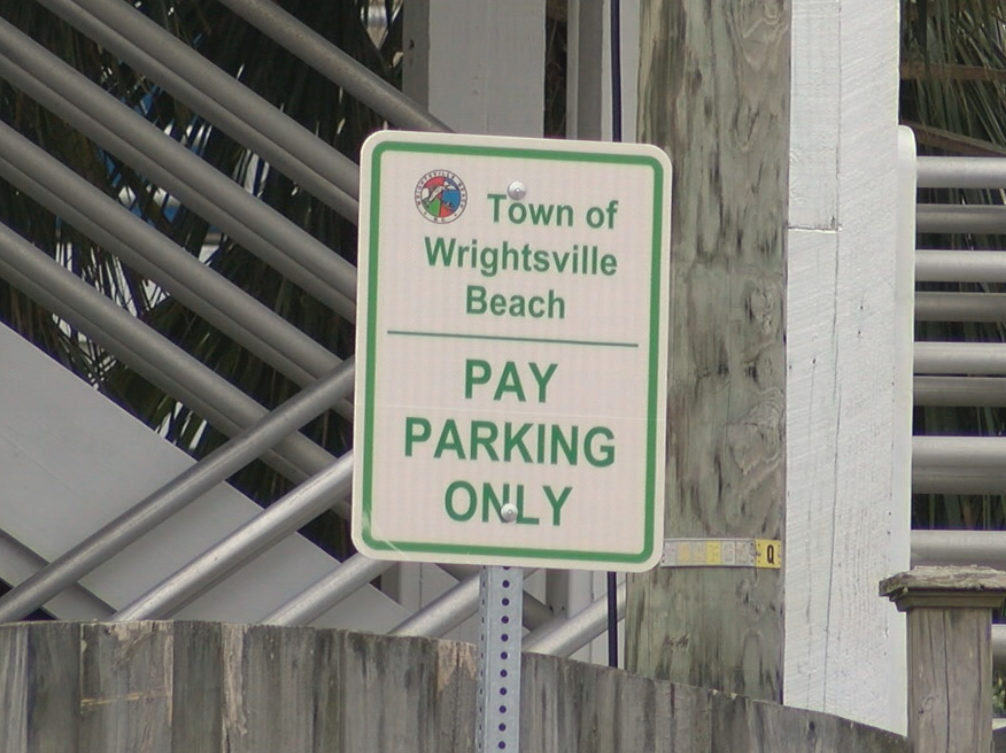 Town of
Wrightsville
Beach
PAY
PARKING
ONLY
Q